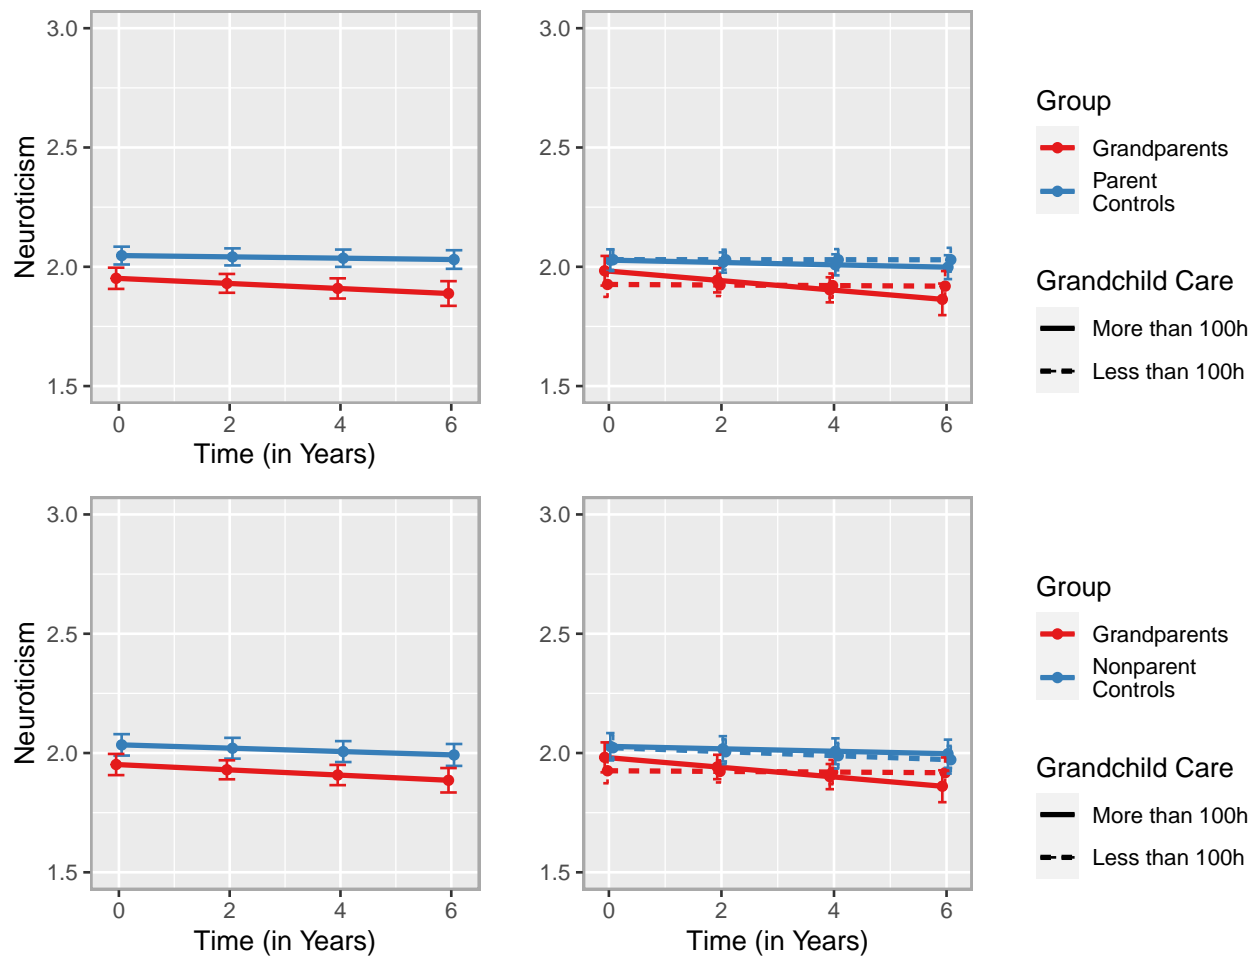 3.0
2.5
2.0
1.5
Neuroticism
0 2 4 6
Time (in Years)
3.0
2.5
2.0
1.5
0 2 4 6
Group
Grandparents
Parent
Controls
Grandchild Care
More than 100h
Less than 100h
3.0
2.5
2.0
1.5
Neuroticism
0 2 4 6
Time (in Years)
3.0
2.5
2.0
1.5
0 2 4 6
Time (in Years)
Group
Grandparents
Nonparent
Controls
Grandchild Care
More than 100h
Less than 100h